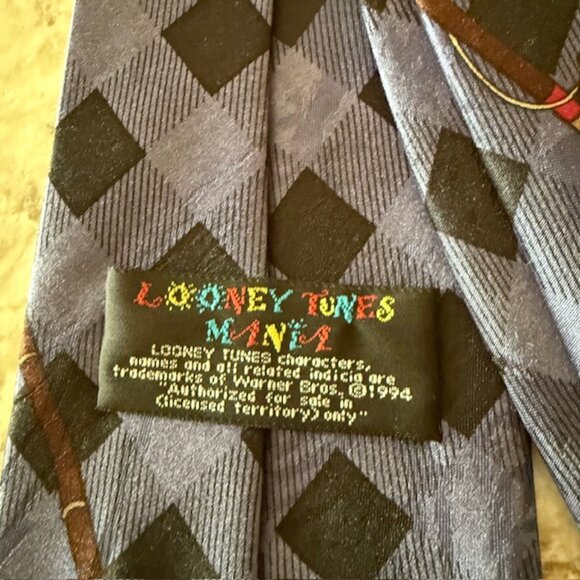 LOONEY TUNES
MANIA
LOONEY TUNES characters,
names and all related indicia are
trademarks of Warner Bros. ©1994
Authorized for sale in
(licensed territory) only"